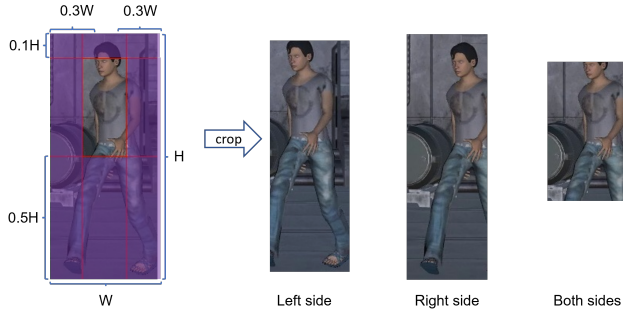 0.3W 0.3W
0.1H
crop
H
0.5H
W Left side Right side Both sides